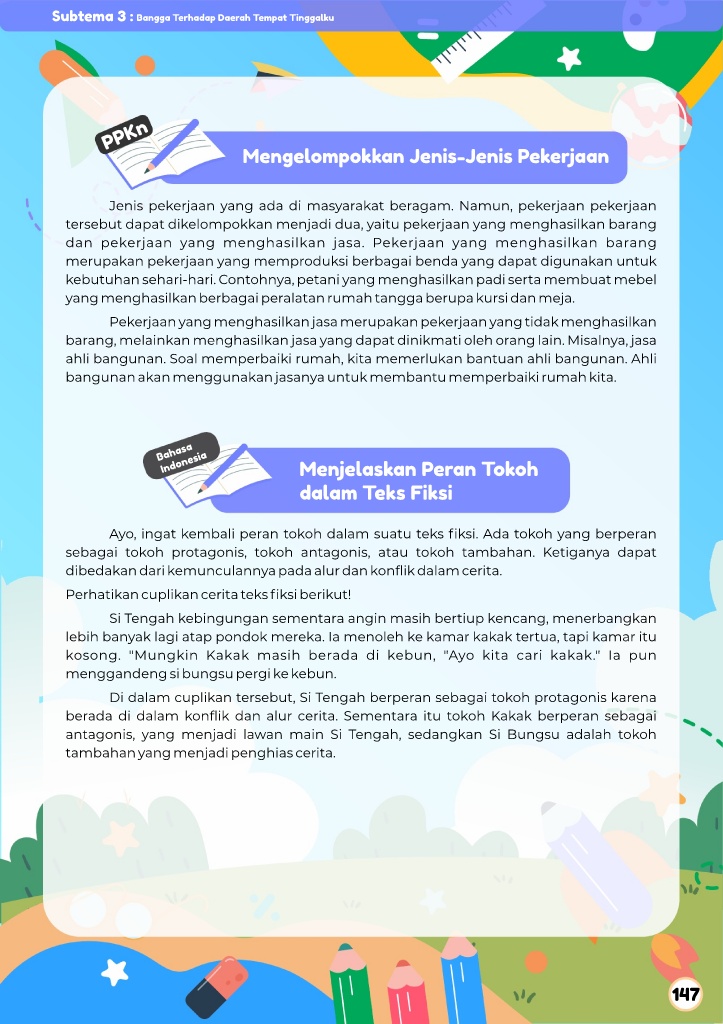 Subtema 3 : Bangga Terhadap Daerah Tempat Tinggalku
PPKn
Mengelompokkan Jenis-Jenis Pekerjaan
Jenis pekerjaan yang ada di masyarakat beragam. Namun, pekerjaan pekerjaan
tersebut dapat dikelompokkan menjadi dua, yaitu pekerjaan yang menghasilkan barang
dan pekerjaan yang menghasilkan jasa. Pekerjaan yang menghasilkan barang
merupakan pekerjaan yang memproduksi berbagai benda yang dapat digunakan untuk
kebutuhan sehari-hari. Contohnya, petani yang menghasilkan padi serta membuat mebel
yang menghasilkan berbagai peralatan rumah tangga berupa kursi dan meja.
Pekerjaan yang menghasilkan jasa merupakan pekerjaan yang tidak menghasilkan
barang, melainkan menghasilkan jasa yang dapat dinikmati oleh orang lain. Misalnya, jasa
ahli bangunan. Soal memperbaiki rumah, kita memerlukan bantuan ahli bangunan. Ahli
bangunan akan menggunakan jasanya untuk membantu memperbaiki rumah kita.
Bahasa
Indonesia
Menjelaskan Peran Tokoh
dalam Teks Fiksi
Ayo, ingat kembali peran tokoh dalam suatu teks fiksi. Ada tokoh yang berperan
sebagai tokoh protagonis, tokoh antagonis, atau tokoh tambahan. Ketiganya dapat
dibedakan dari kemunculannya pada alur dan konflik dalam cerita.
Perhatikan cuplikan cerita teks fiksi berikut!
Si Tengah kebingungan sementara angin masih bertiup kencang, menerbangkan
lebih banyak lagi atap pondok mereka. Ia menoleh ke kamar kakak tertua, tapi kamar itu
kosong. "Mungkin Kakak masih berada di kebun, "Ayo kita cari kakak." Ia pun
menggandeng si bungsu pergi ke kebun.
Di dalam cuplikan tersebut, Si Tengah berperan sebagai tokoh protagonis karena
berada di dalam konflik dan alur cerita. Sementara itu tokoh Kakak berperan sebagai
antagonis, yang menjadi lawan main Si Tengah, sedangkan Si Bungsu adalah tokoh
tambahan yang menjadi penghias cerita.
147